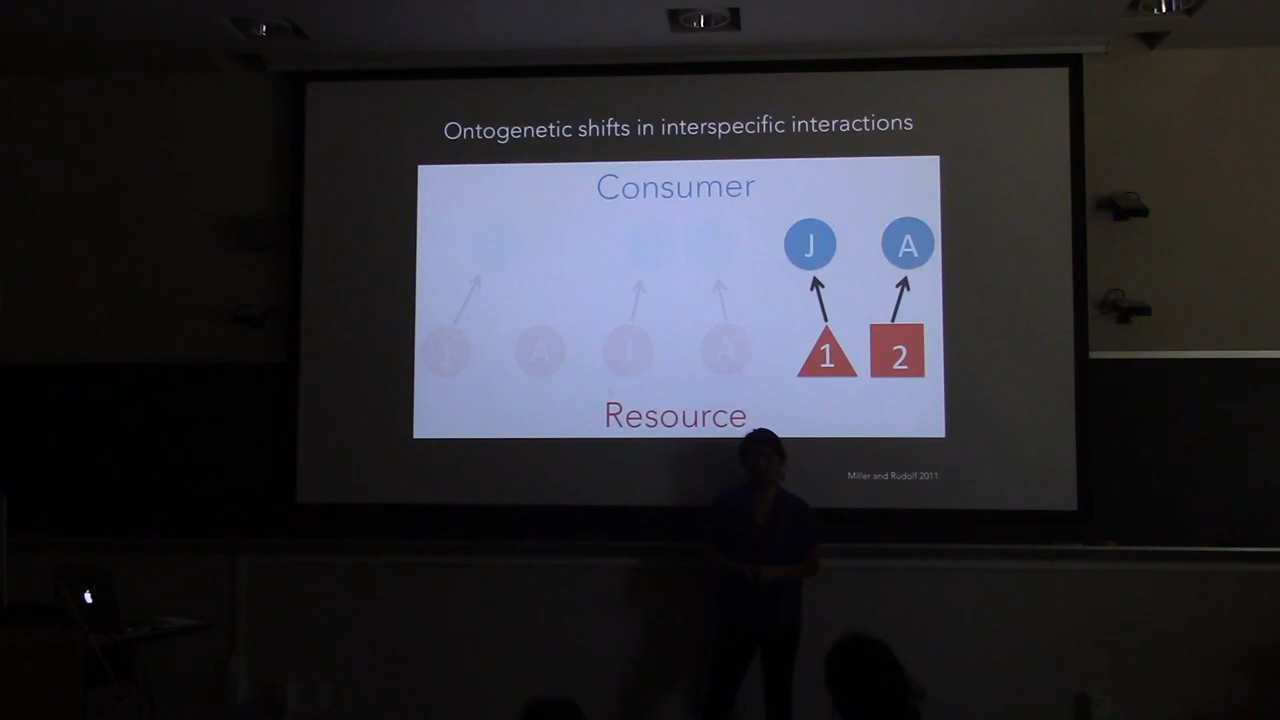 Ontogenetic shifts in interspecific interactions
Consumer
J A
J A J A 1 2
Resource
Miller and Rudolf 2011